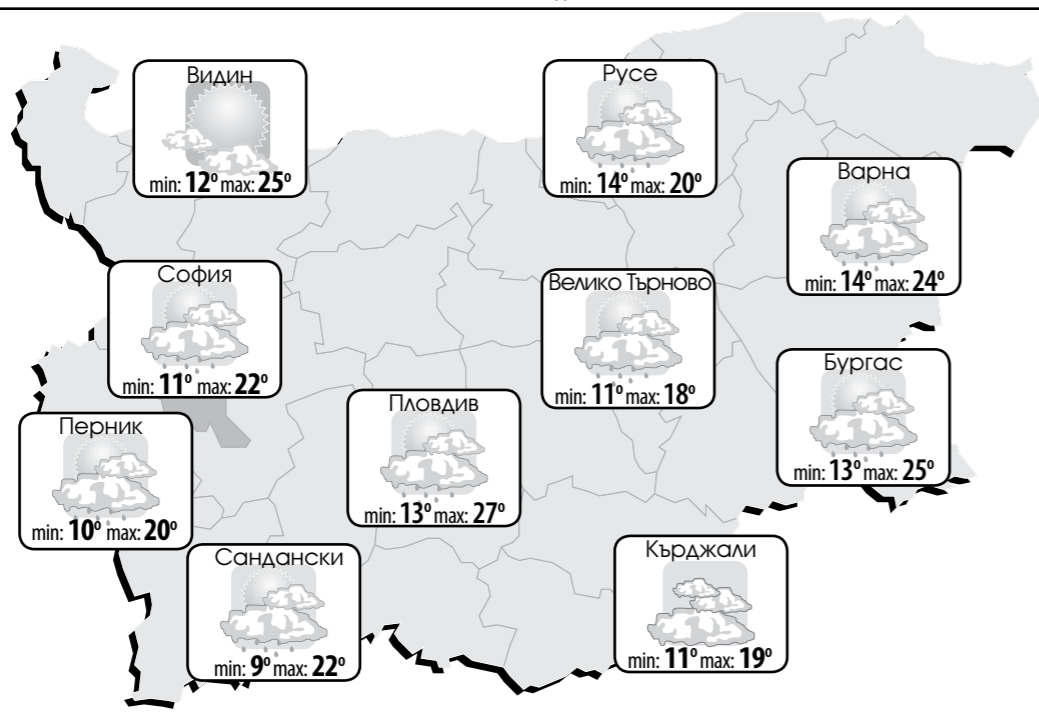 Видин
min: 12° max: 25°
Русе
min: 14° max: 20°
Варна
min: 14° max: 24°
София
min: 11° max: 22°
Велико Търново
min: 11° max: 18°
Бургас
min: 13° max: 25°
Пловдив
min: 13° max: 27°
Перник
min: 10° max: 20°
Сандански
min: 9° max: 22°
Кърджали
min: 11° max: 19°